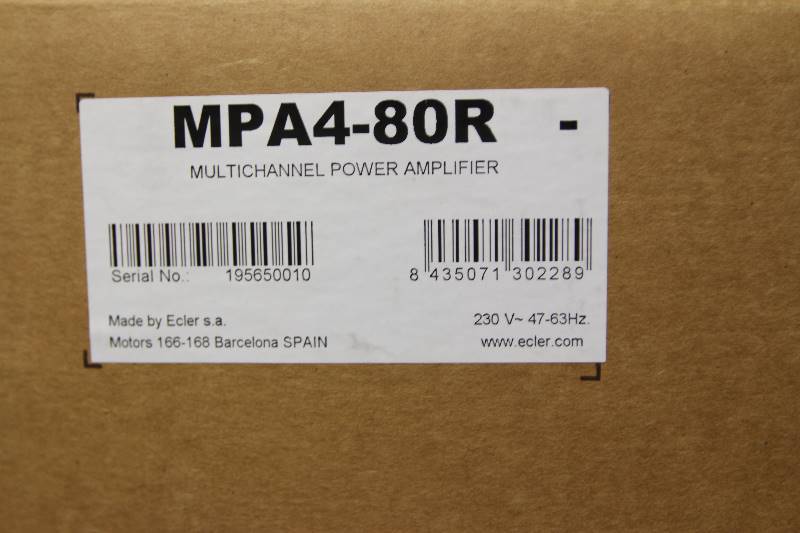 MPA4-80R -
MULTICHANNEL POWER AMPLIFIER
Serial No.: 195650010
8 435071 302289
Made by Ecler s.a.
230 V~ 47-63Hz.
Motors 166-168 Barcelona SPAIN
www.ecler.com